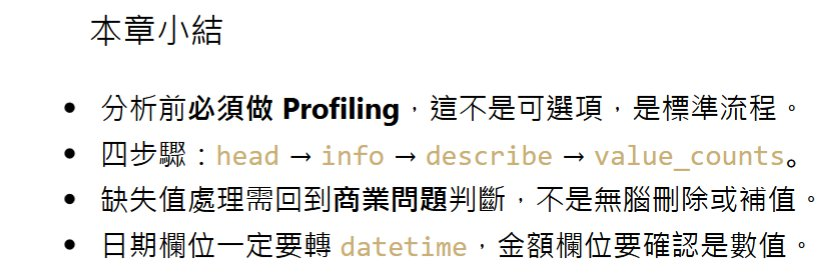 本章小結
• 分析前必須做 Profiling，這不是可選項，是標準流程。
• 四步驟：head → info → describe → value_counts。
• 缺失值處理需回到商業問題判斷，不是無腦刪除或補值。
• 日期欄位一定要轉 datetime，金額欄位要確認是數值。